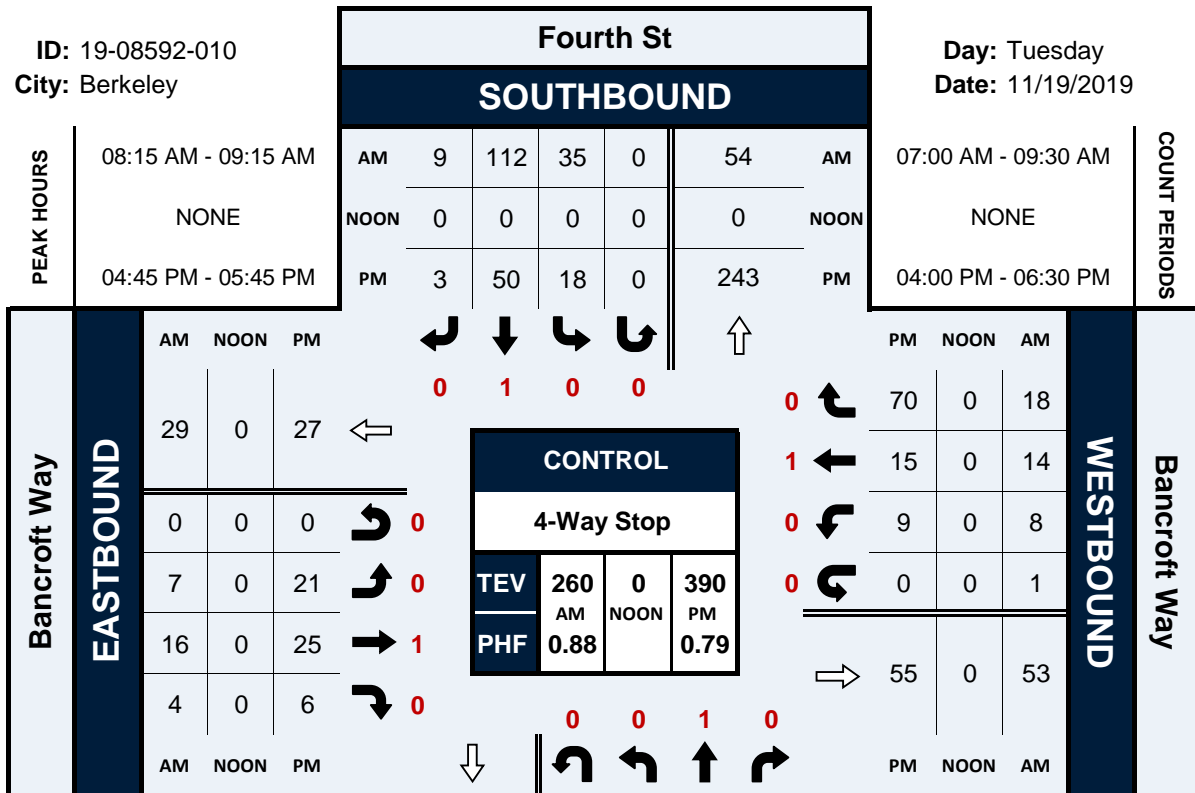 ID: 19-08592-010
City: Berkeley
Fourth St
SOUTHBOUND
Day: Tuesday
Date: 11/19/2019
PEAK HOURS
08:15 AM - 09:15 AM
NONE
04:45 PM - 05:45 PM
AM 9 112 35 0 54 AM
NOON 0 0 0 0 0 NOON
PM 3 50 18 0 243 PM
07:00 AM - 09:30 AM
NONE
04:00 PM - 06:30 PM
COUNT PERIODS
0 1 0 0
Bancroft Way
EASTBOUND
AM NOON PM
29 0 27
0 0 0 0
7 0 21 0
16 0 25 1
4 0 6 0
AM NOON PM
CONTROL
4-Way Stop
TEV 260 0 390
AM NOON PM
PHF 0.88 0.79
PM NOON AM
0 70 0 18
1 15 0 14
0 9 0 8
0 0 0 1
55 0 53
PM NOON AM
WESTBOUND
Bancroft Way
0 0 1 0